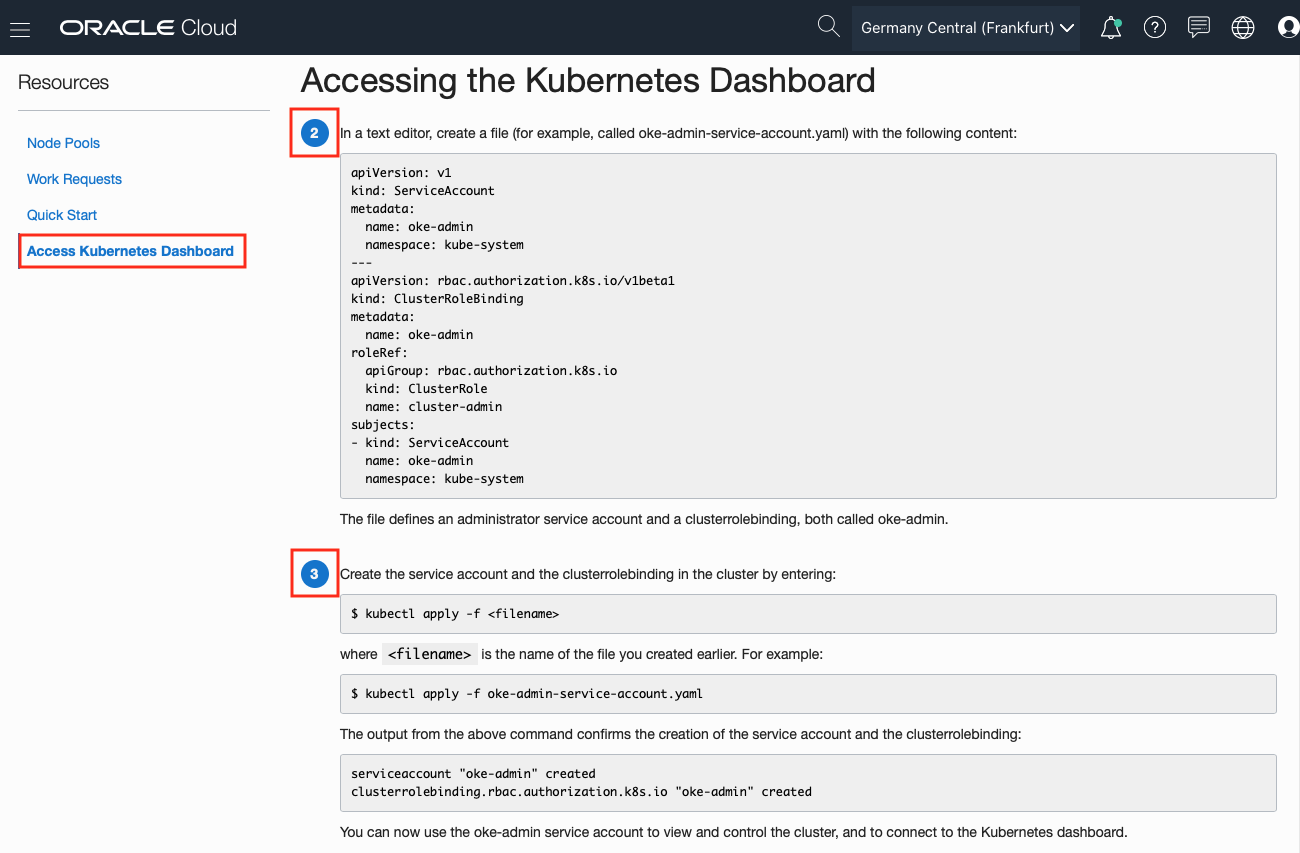 ORACLE Cloud
Germany Central (Frankfurt)
?
Resources
Node Pools
Work Requests
Quick Start
Access Kubernetes Dashboard
Accessing the Kubernetes Dashboard
2 In a text editor, create a file (for example, called oke-admin-service-account.yaml) with the following content:
apiVersion: v1
kind: ServiceAccount
metadata:
  name: oke-admin
  namespace: kube-system
---
apiVersion: rbac.authorization.k8s.io/v1beta1
kind: ClusterRoleBinding
metadata:
  name: oke-admin
roleRef:
  apiGroup: rbac.authorization.k8s.io
  kind: ClusterRole
  name: cluster-admin
subjects:
- kind: ServiceAccount
  name: oke-admin
  namespace: kube-system
The file defines an administrator service account and a clusterrolebinding, both called oke-admin.
3 Create the service account and the clusterrolebinding in the cluster by entering:
$ kubectl apply -f <filename>
where <filename> is the name of the file you created earlier. For example:
$ kubectl apply -f oke-admin-service-account.yaml
The output from the above command confirms the creation of the service account and the clusterrolebinding:
serviceaccount "oke-admin" created
clusterrolebinding.rbac.authorization.k8s.io "oke-admin" created
You can now use the oke-admin service account to view and control the cluster, and to connect to the Kubernetes dashboard.